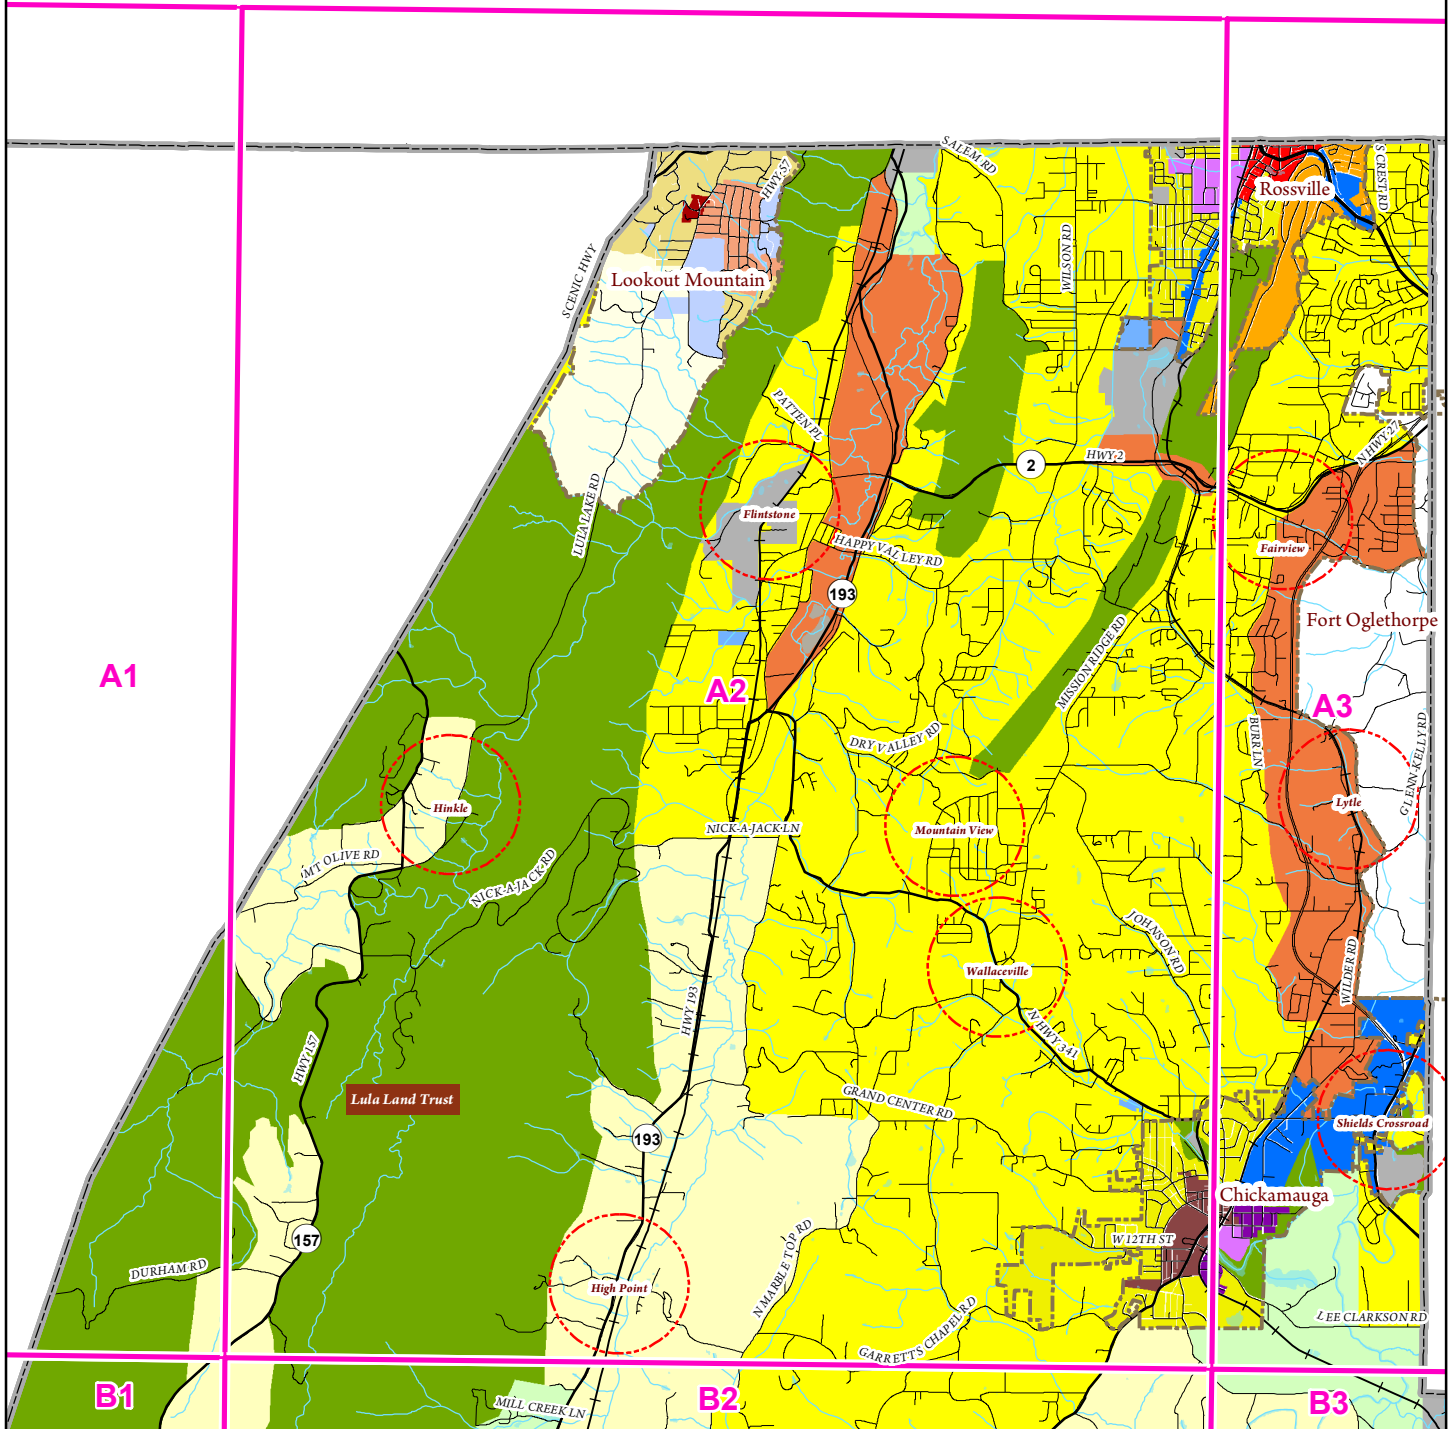 SALEM RD
S CREST RD
HWY-57
Rossville
SCENIC HWY
WILSON RD
Lookout Mountain
PATTEN PL
N HWY 27
HWY 2
2
LULA LAKE RD
Flintstone
HAPPY VALLEY RD
Fairview
193
Fort Oglethorpe
MISSION RIDGE RD
A1
A2
A3
BURR LN
DRY VALLEY RD
GLENN KELLY RD
Hinkle
Lytle
NICK-A-JACK LN
Mountain View
MT OLIVE RD
NICK-A-JACK RD
JOHNSON RD
Wallaceville
WILDER RD
HWY 193
N HWY 341
HWY 157
Lula Land Trust
GRAND CENTER RD
Shields Crossroad
193
Chickamauga
157
W 12TH ST
DURHAM RD
N MARBLE TOP RD
High Point
LEE CLARKSON RD
GARRETTS CHAPEL RD
B1
B2
B3
MILL CREEK LN